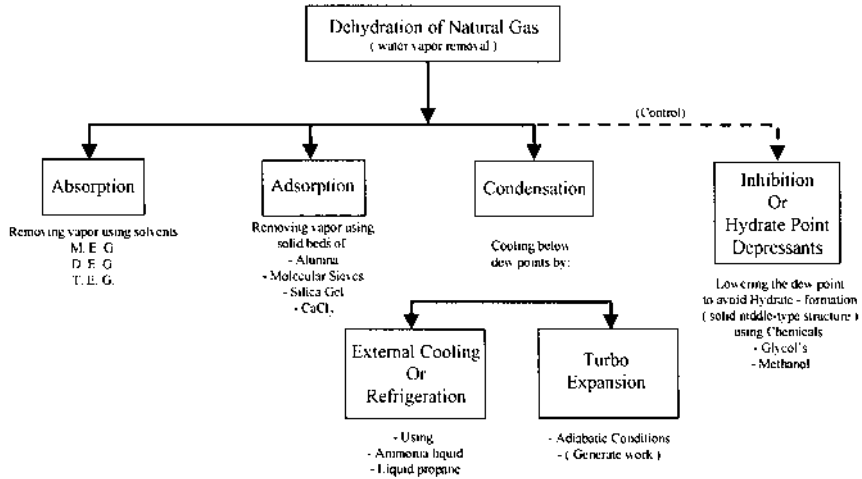 Dehydration of Natural Gas
( water vapor removal )
(Control)
Absorption
Removing vapor using solvents
M. E. G
D. E. G
T. E. G.
Adsorption
Removing vapor using
solid beds of
- Alumina
- Molecular Sieves
- Silica Gel
- CaCl₂
Condensation
Cooling below
dew points by:
Inhibition
Or
Hydrate Point
Depressants
Lowering the dew point
to avoid Hydrate - formation
( solid middle-type structure )
using Chemicals
- Glycol's
- Methanol
External Cooling
Or
Refrigeration
- Using
- Ammonia liquid
- Liquid propane
Turbo
Expansion
- Adiabatic Conditions
- ( Generate work )